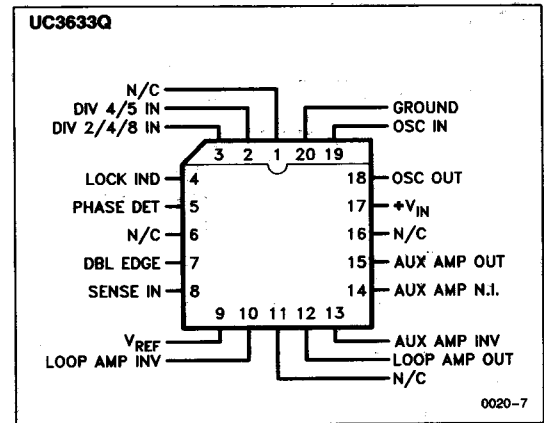 UC3633Q
N/C
DIV 4/5 IN
DIV 2/4/8 IN
GROUND
OSC IN
3 2 1 20 19
LOCK IND 4
PHASE DET 5
N/C 6
DBL EDGE 7
SENSE IN 8
18 OSC OUT
17 +VIN
16 N/C
15 AUX AMP OUT
14 AUX AMP N.I.
9 10 11 12 13
VREF
LOOP AMP INV
AUX AMP INV
LOOP AMP OUT
N/C
0020-7